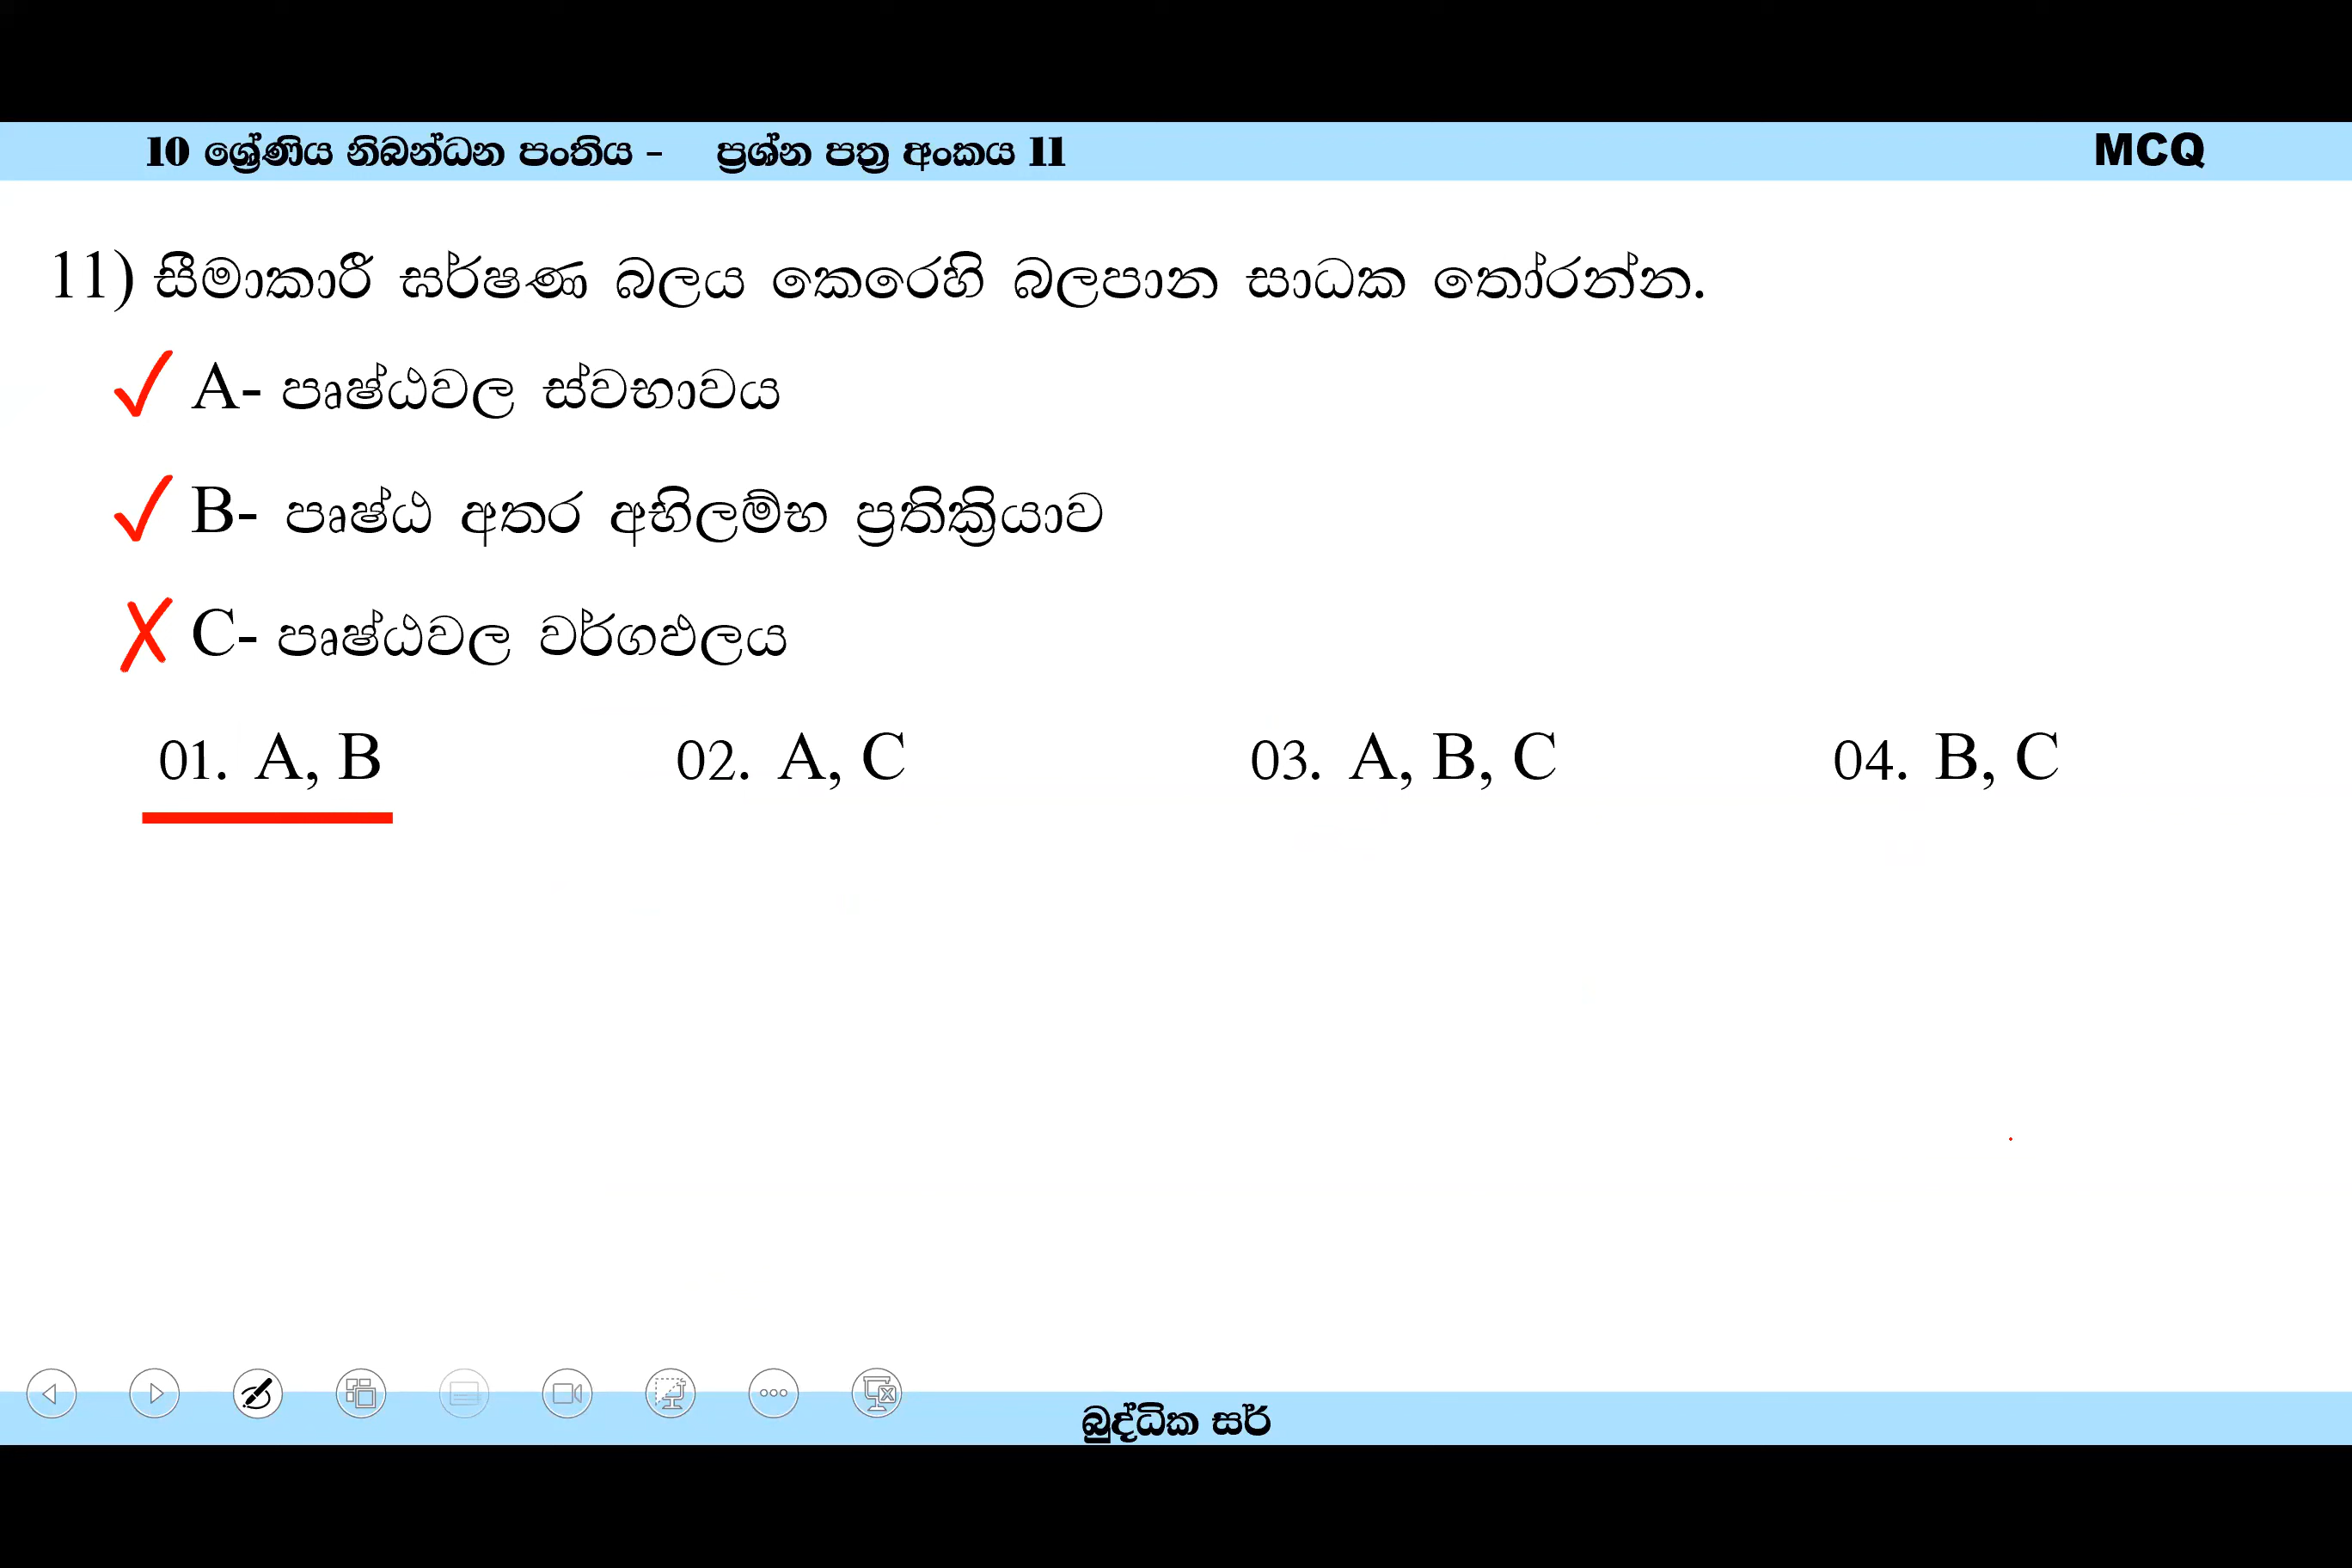 10 ශ්‍රේණිය නිබන්ධන පංතිය - ප්‍රශ්න පත්‍ර අංකය 11 MCQ
11) සීමාකාරී ඝර්ෂණ බලය කෙරෙහි බලපාන සාධක තෝරන්න.
A- පෘෂ්ඨවල ස්වභාවය
B- පෘෂ්ඨ අතර අභිලම්භ ප්‍රතික්‍රියාව
C- පෘෂ්ඨවල වර්ගඵලය
01. A, B 02. A, C 03. A, B, C 04. B, C
බුද්ධික සර්